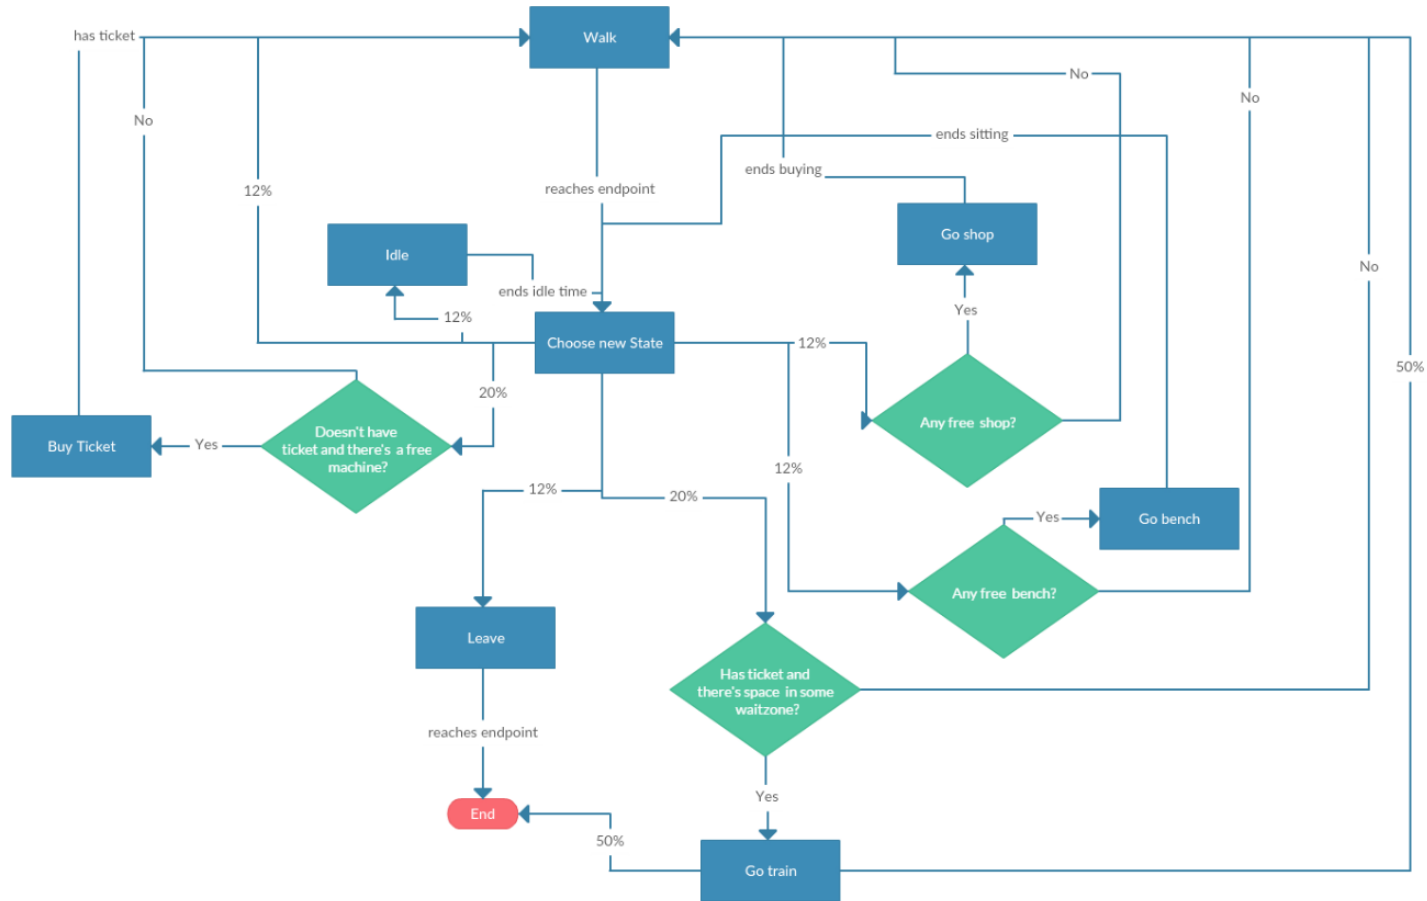 has ticket
Walk
No
No
ends sitting
ends buying
12%
reaches endpoint
Go shop
Idle
No
ends idle time
12%
Yes
Choose new State
12%
50%
20%
Any free shop?
Doesn't have
ticket and there's a free
machine?
Yes
Buy Ticket
12%
12%
20%
Yes
Go bench
Any free bench?
Leave
Has ticket and
there's space in some
waitzone?
reaches endpoint
Yes
End
50%
Go train